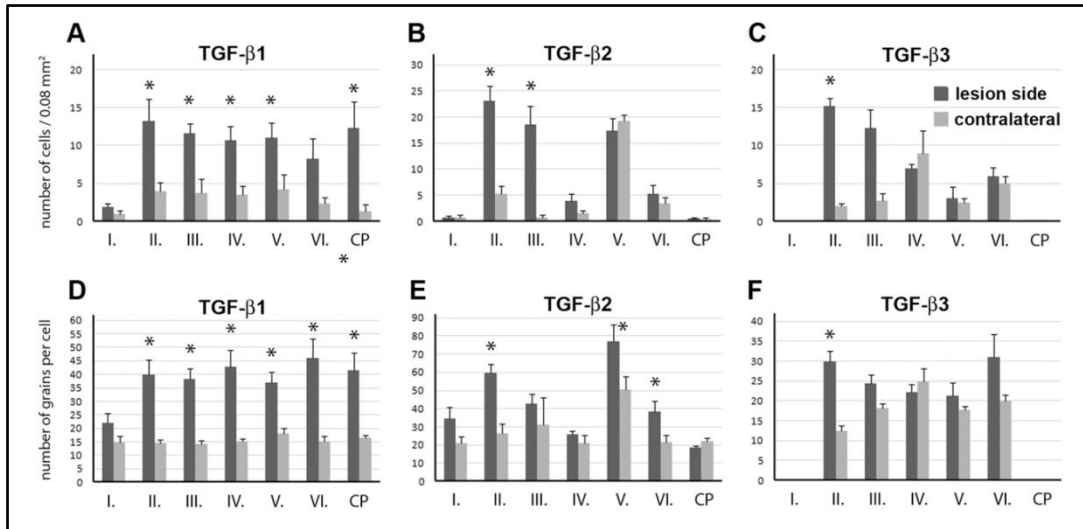 A
TGF-β1
number of cells / 0.08 mm²
20
15
10
5
0
* * * * *
I. II. III. IV. V. VI. CP
*
B
TGF-β2
30
25
20
15
10
5
0
* *
I. II. III. IV. V. VI. CP
C
TGF-β3
20
15
10
5
0
*
lesion side
contralateral
I. II. III. IV. V. VI. CP
D
TGF-β1
number of grains per cell
60
55
50
45
40
35
30
25
20
15
10
5
0
* * * * * *
I. II. III. IV. V. VI. CP
E
TGF-β2
90
80
70
60
50
40
30
20
10
0
* * *
I. II. III. IV. V. VI. CP
F
TGF-β3
40
35
30
25
20
15
10
5
0
*
I. II. III. IV. V. VI. CP